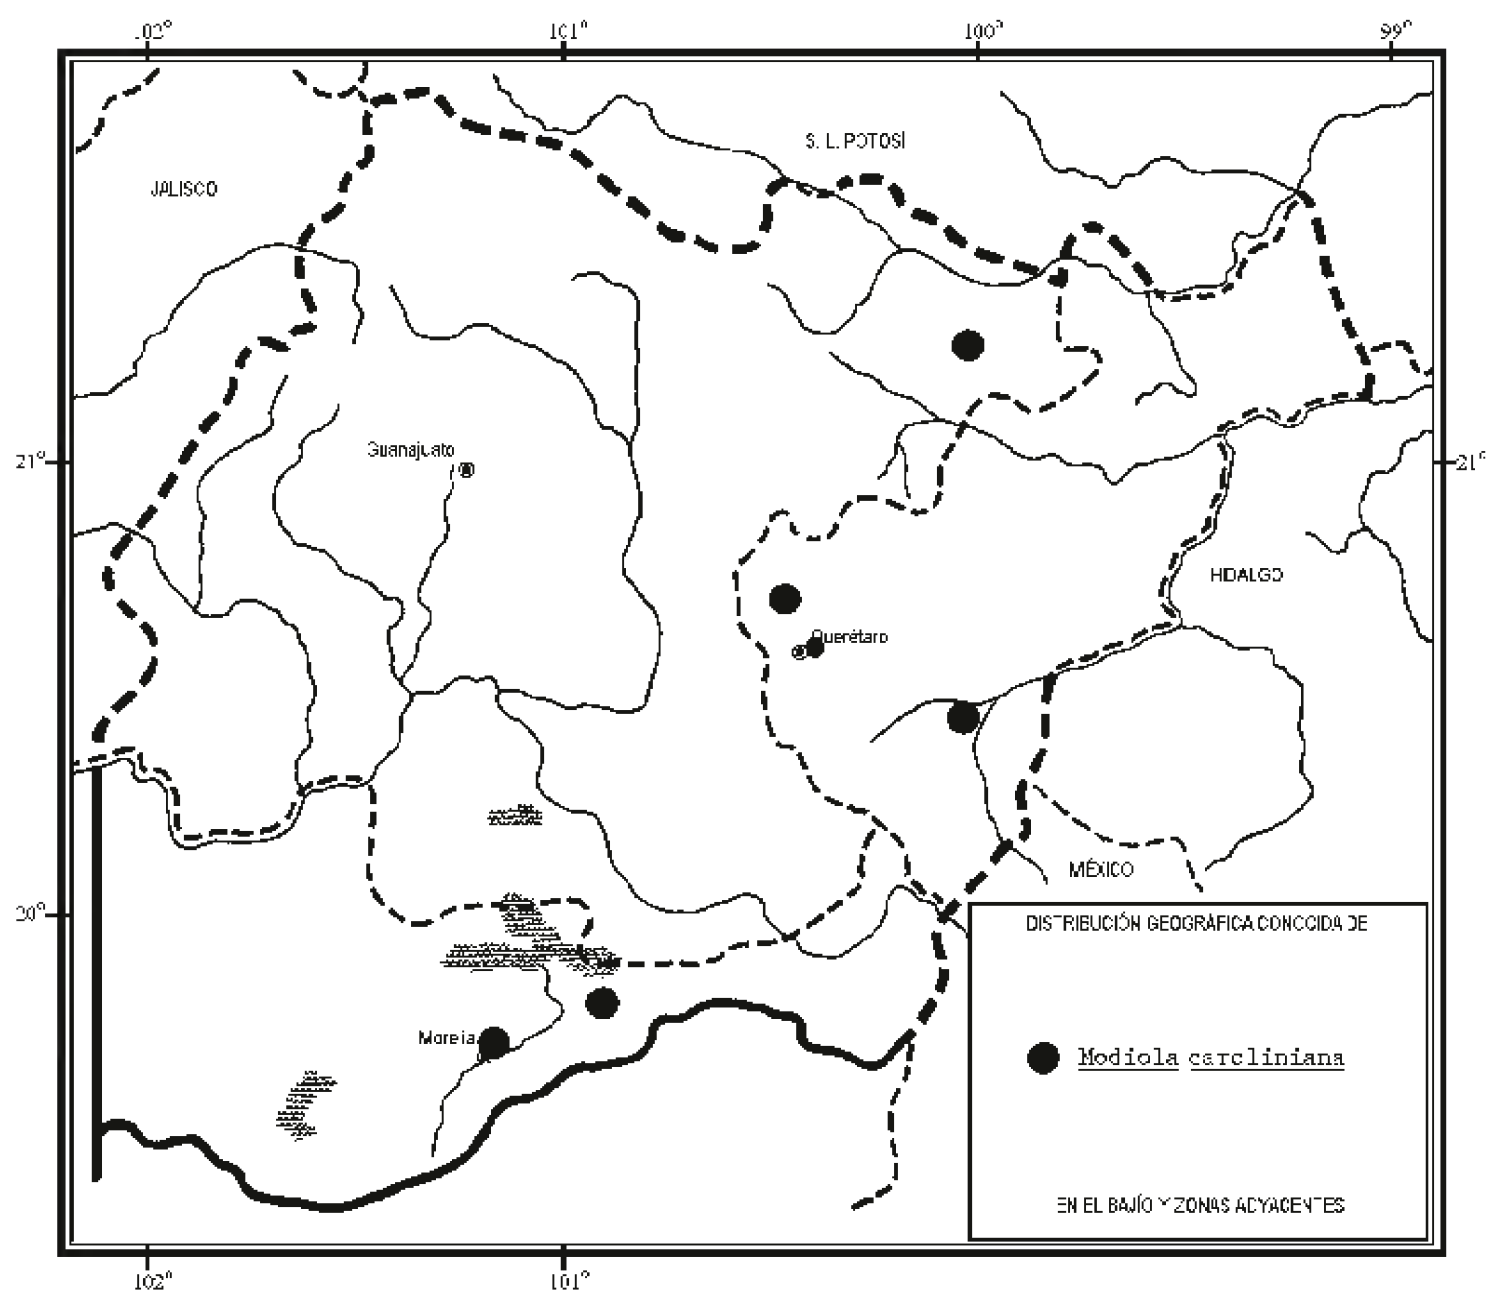 102° 101° 100° 99°
S. L. POTOSÍ
JALISCO
Guanajuato
21° 21°
HIDALGO
Querétaro
MÉXICO
20°
DISTRIBUCIÓN GEOGRÁFICA CONOCIDA DE
Morelia
Modiola caroliniana
EN EL BAJÍO Y ZONAS ADYACENTES
102° 101°